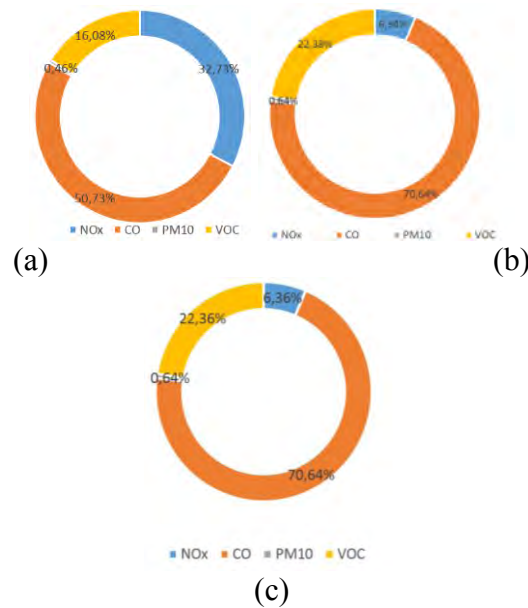 16,08%
0,46%
32,73%
50,73%
NOx CO PM10 VOC
(a)
22,38%
0,64%
70,64%
NOx CO PM10 VOC
(b)
22,36%
6,36%
0,64%
70,64%
NOx CO PM10 VOC
(c)